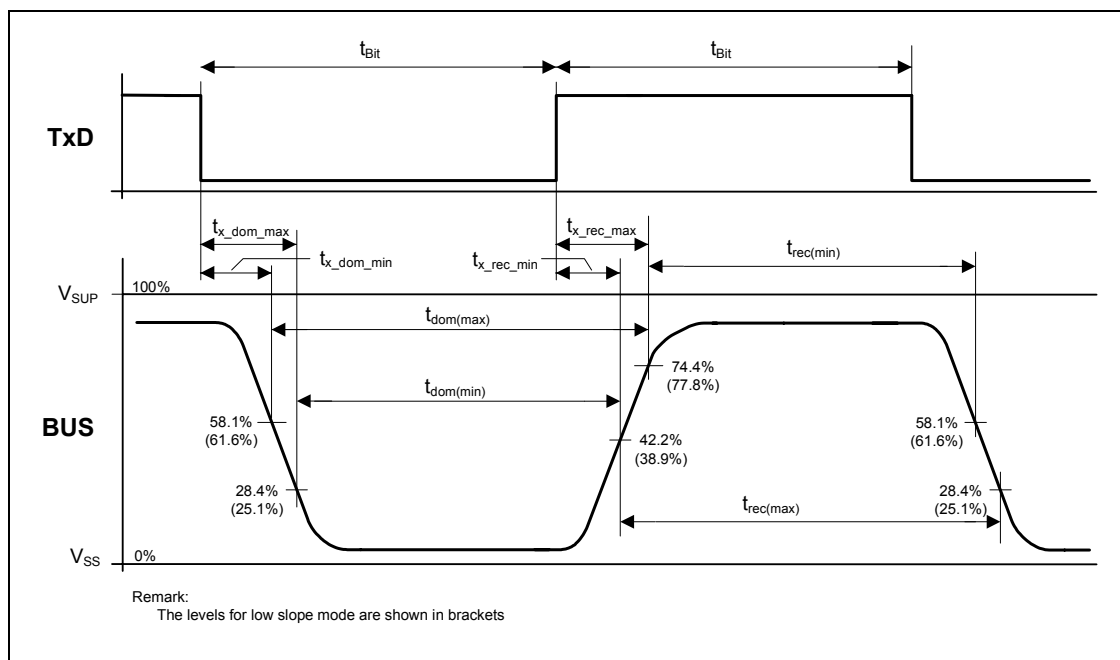 tBit
tBit
TxD
tx_dom_max
tx_dom_min
tx_rec_max
tx_rec_min
trec(min)
VSUP
100%
tdom(max)
74.4%
(77.8%)
tdom(min)
BUS
58.1%
(61.6%)
42.2%
(38.9%)
58.1%
(61.6%)
28.4%
(25.1%)
trec(max)
28.4%
(25.1%)
VSS
0%
Remark:
The levels for low slope mode are shown in brackets